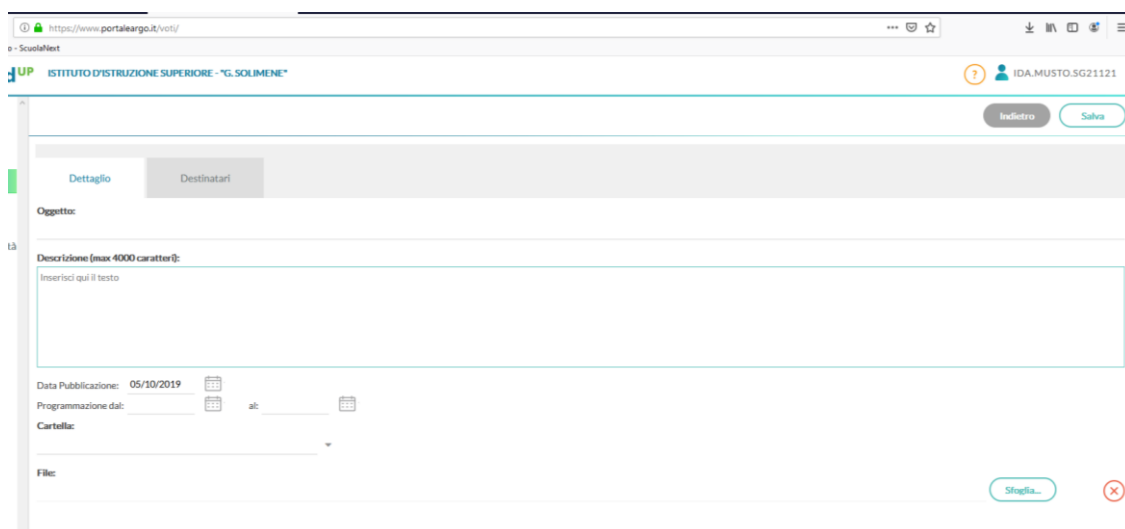 https://www.portaleargo.it/voti/
o - ScuolaNext
UP ISTITUTO D'ISTRUZIONE SUPERIORE - "G. SOLIMENE" ? IDA.MUSTO.SG21121
Indietro Salva
Dettaglio Destinatari
Oggetto:
tà
Descrizione (max 4000 caratteri):
Inserisci qui il testo
Data Pubblicazione: 05/10/2019
Programmazione dal: al:
Cartella:
File:
Sfoglia...